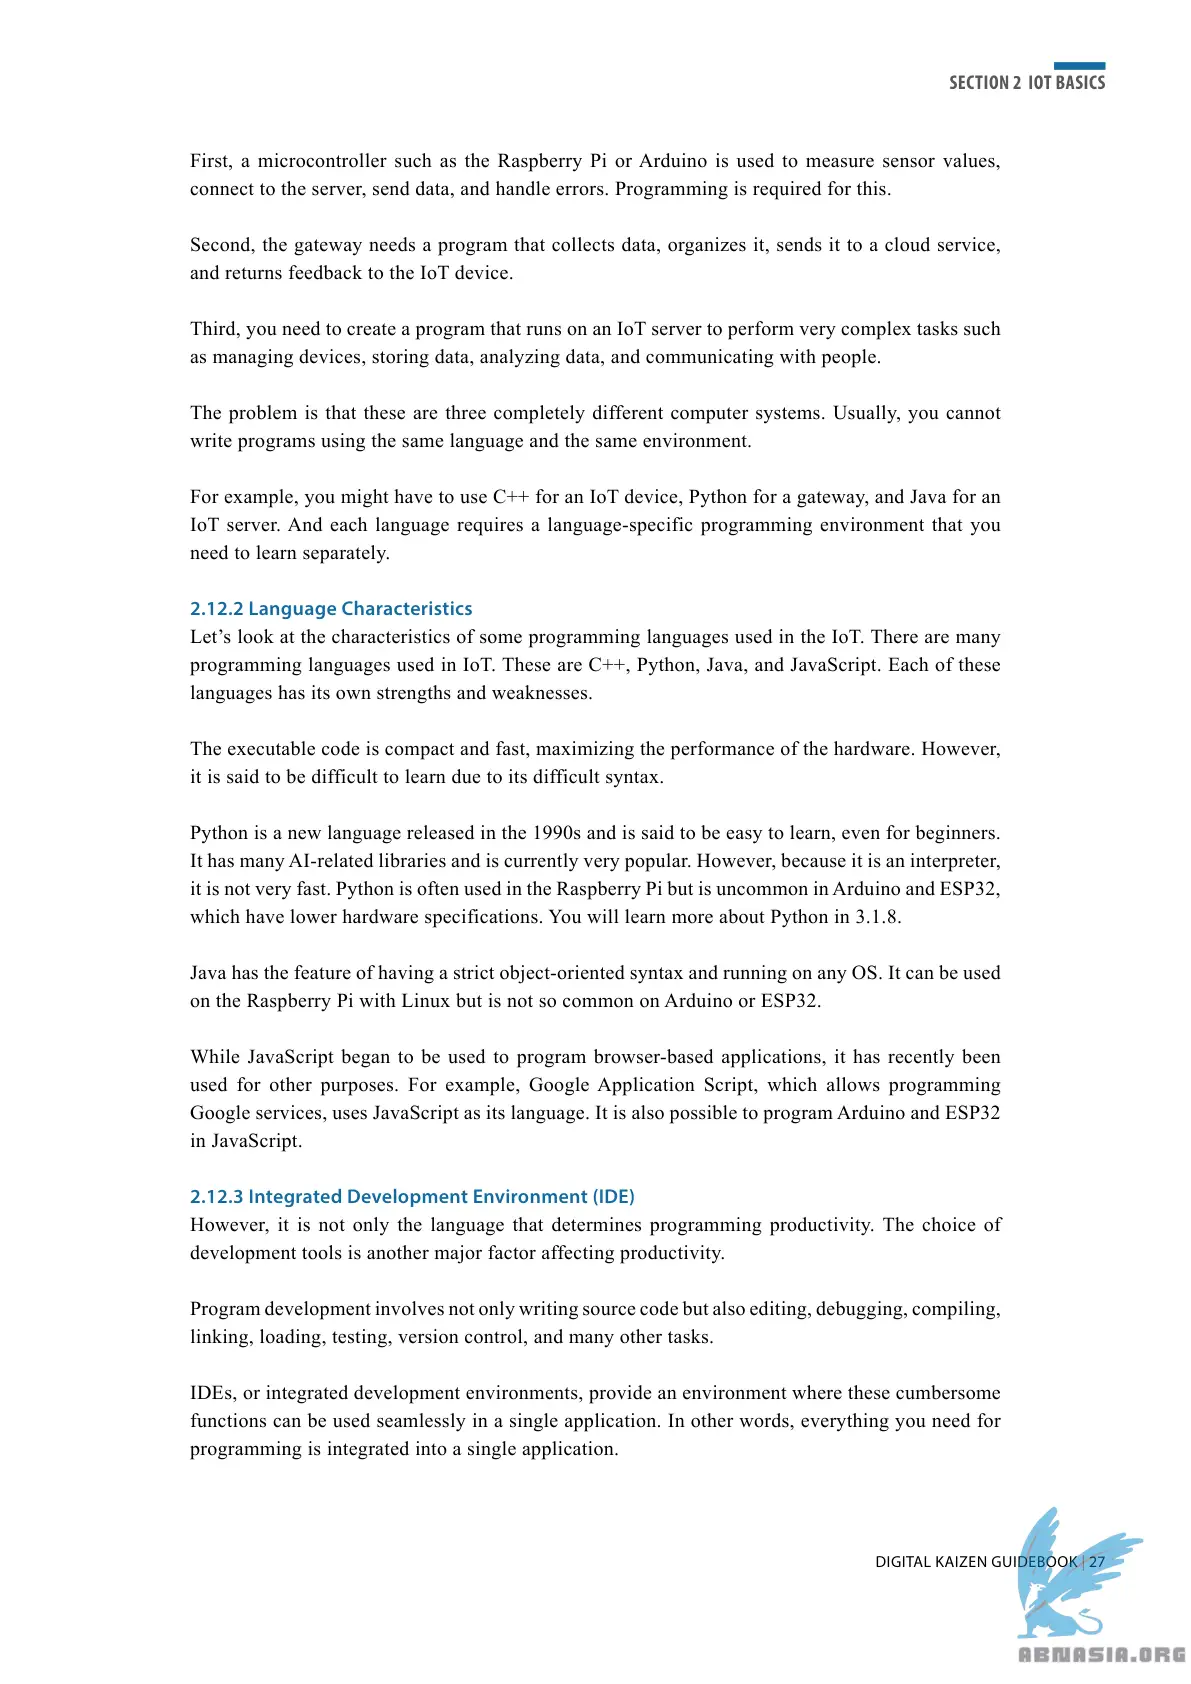 SECTION 2 IOT BASICS
First, a microcontroller such as the Raspberry Pi or Arduino is used to measure sensor values,
connect to the server, send data, and handle errors. Programming is required for this.
Second, the gateway needs a program that collects data, organizes it, sends it to a cloud service,
and returns feedback to the IoT device.
Third, you need to create a program that runs on an IoT server to perform very complex tasks such
as managing devices, storing data, analyzing data, and communicating with people.
The problem is that these are three completely different computer systems. Usually, you cannot
write programs using the same language and the same environment.
For example, you might have to use C++ for an IoT device, Python for a gateway, and Java for an
IoT server. And each language requires a language-specific programming environment that you
need to learn separately.
2.12.2 Language Characteristics
Let’s look at the characteristics of some programming languages used in the IoT. There are many
programming languages used in IoT. These are C++, Python, Java, and JavaScript. Each of these
languages has its own strengths and weaknesses.
The executable code is compact and fast, maximizing the performance of the hardware. However,
it is said to be difficult to learn due to its difficult syntax.
Python is a new language released in the 1990s and is said to be easy to learn, even for beginners.
It has many AI-related libraries and is currently very popular. However, because it is an interpreter,
it is not very fast. Python is often used in the Raspberry Pi but is uncommon in Arduino and ESP32,
which have lower hardware specifications. You will learn more about Python in 3.1.8.
Java has the feature of having a strict object-oriented syntax and running on any OS. It can be used
on the Raspberry Pi with Linux but is not so common on Arduino or ESP32.
While JavaScript began to be used to program browser-based applications, it has recently been
used for other purposes. For example, Google Application Script, which allows programming
Google services, uses JavaScript as its language. It is also possible to program Arduino and ESP32
in JavaScript.
2.12.3 Integrated Development Environment (IDE)
However, it is not only the language that determines programming productivity. The choice of
development tools is another major factor affecting productivity.
Program development involves not only writing source code but also editing, debugging, compiling,
linking, loading, testing, version control, and many other tasks.
IDEs, or integrated development environments, provide an environment where these cumbersome
functions can be used seamlessly in a single application. In other words, everything you need for
programming is integrated into a single application.
DIGITAL KAIZEN GUIDEBOOK | 27
ABNASIA.ORG